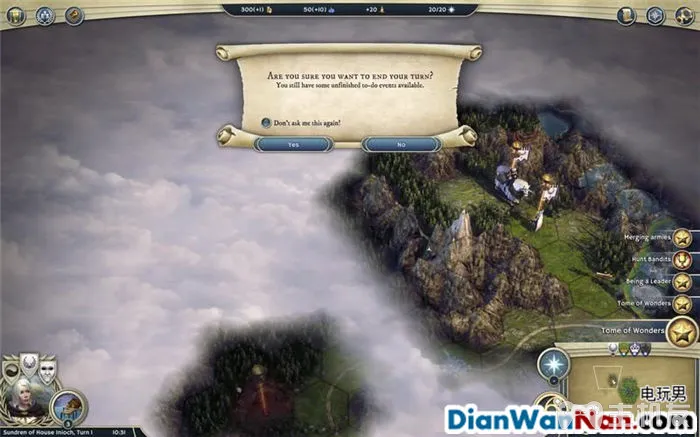 300(+1) 50(+10) +20 20/20
Are you sure you want to end your turn?
You still have some unfinished to-do events available.
Don't ask me this again!
Yes No
Merging armies
Hunt Bandits
Being a Leader
Tome of Wonders
Tome of Wonders
电玩男
DianWanNan.com
Sundren of House Inioch, Turn 1 10:31